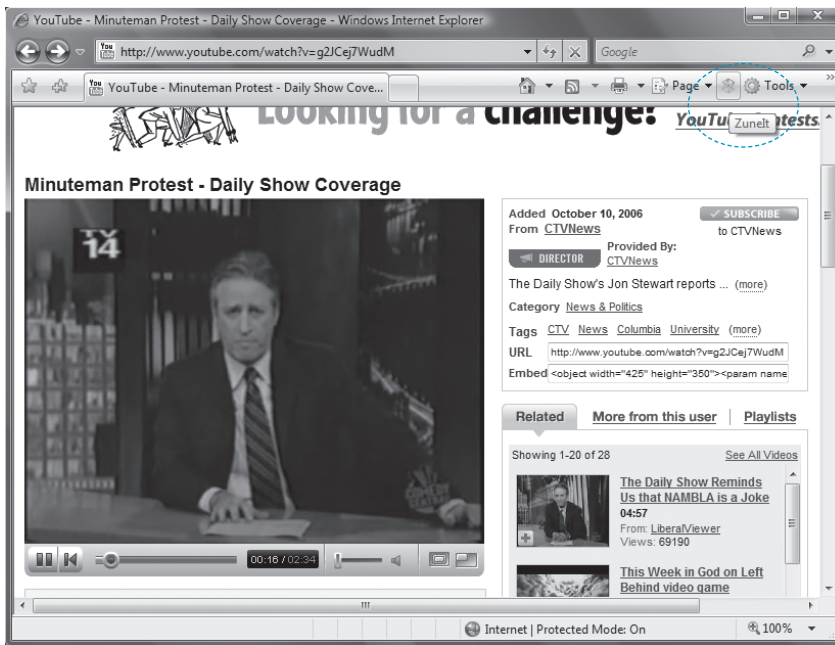 YouTube - Minuteman Protest - Daily Show Coverage - Windows Internet Explorer
http://www.youtube.com/watch?v=g2JCej7WudM
Google
YouTube - Minuteman Protest - Daily Show Cove...
Page
Tools
Looking for a challenge?
ZuneIt
Minuteman Protest - Daily Show Coverage
TV
14
Added October 10, 2006
From CTVNews
SUBSCRIBE
to CTVNews
DIRECTOR
Provided By:
CTVNews
The Daily Show's Jon Stewart reports ... (more)
Category News & Politics
Tags CTV News Columbia University (more)
URL http://www.youtube.com/watch?v=g2JCej7WudM
Embed <object width="425" height="350"><param name
Related More from this user Playlists
Showing 1-20 of 28 See All Videos
The Daily Show Reminds
Us that NAMBLA is a Joke
04:57
From: LiberalViewer
Views: 69190
This Week in God on Left
Behind video game
00:16 / 02:34
Internet | Protected Mode: On
100%